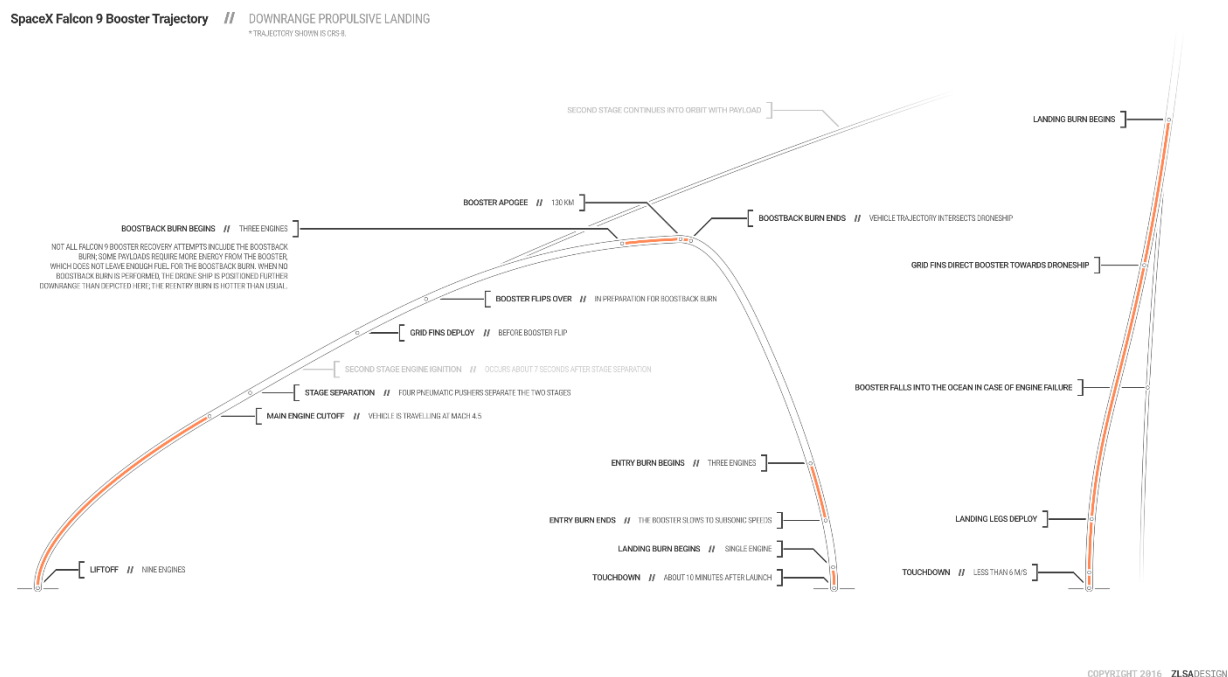 SpaceX Falcon 9 Booster Trajectory // DOWNRANGE PROPULSIVE LANDING
* TRAJECTORY SHOWN IS CRS-8.
SECOND STAGE CONTINUES INTO ORBIT WITH PAYLOAD
LANDING BURN BEGINS
BOOSTER APOGEE // 130 KM
BOOSTBACK BURN ENDS // VEHICLE TRAJECTORY INTERSECTS DRONESHIP
BOOSTBACK BURN BEGINS // THREE ENGINES
NOT ALL FALCON 9 BOOSTER RECOVERY ATTEMPTS INCLUDE THE BOOSTBACK
BURN; SOME PAYLOADS REQUIRE MORE ENERGY FROM THE BOOSTER,
WHICH DOES NOT LEAVE ENOUGH FUEL FOR THE BOOSTBACK BURN. WHEN NO
BOOSTBACK BURN IS PERFORMED, THE DRONE SHIP IS POSITIONED FURTHER
DOWNRANGE THAN DEPICTED HERE; THE REENTRY BURN IS HOTTER THAN USUAL.
GRID FINS DIRECT BOOSTER TOWARDS DRONESHIP
BOOSTER FLIPS OVER // IN PREPARATION FOR BOOSTBACK BURN
GRID FINS DEPLOY // BEFORE BOOSTER FLIP
SECOND STAGE ENGINE IGNITION // OCCURS ABOUT 7 SECONDS AFTER STAGE SEPARATION
STAGE SEPARATION // FOUR PNEUMATIC PUSHERS SEPARATE THE TWO STAGES
BOOSTER FALLS INTO THE OCEAN IN CASE OF ENGINE FAILURE
MAIN ENGINE CUTOFF // VEHICLE IS TRAVELLING AT MACH 4.5
ENTRY BURN BEGINS // THREE ENGINES
ENTRY BURN ENDS // THE BOOSTER SLOWS TO SUBSONIC SPEEDS
LANDING LEGS DEPLOY
LANDING BURN BEGINS // SINGLE ENGINE
LIFTOFF // NINE ENGINES
TOUCHDOWN // ABOUT 10 MINUTES AFTER LAUNCH
TOUCHDOWN // LESS THAN 6 M/S
COPYRIGHT 2016 ZLSADESIGN